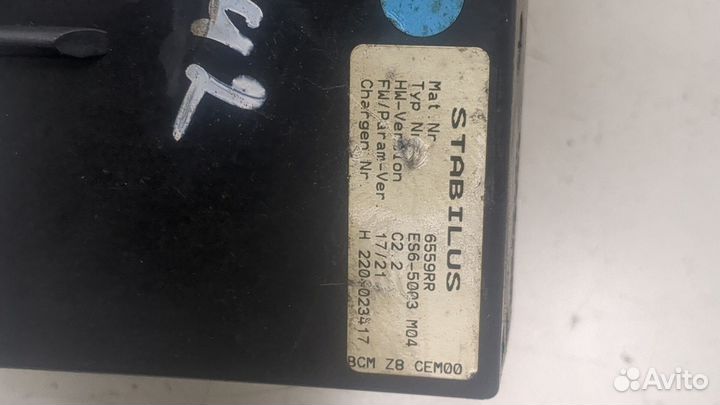 STABILUS
Mat.Nr. 6559RR
Typ Nr ES6-5003 M04
HW-Version C2.2
FW/Param-Ver. 17/21
Chargen Nr. H 220 023417
BCM Z8 CEM00
Avito